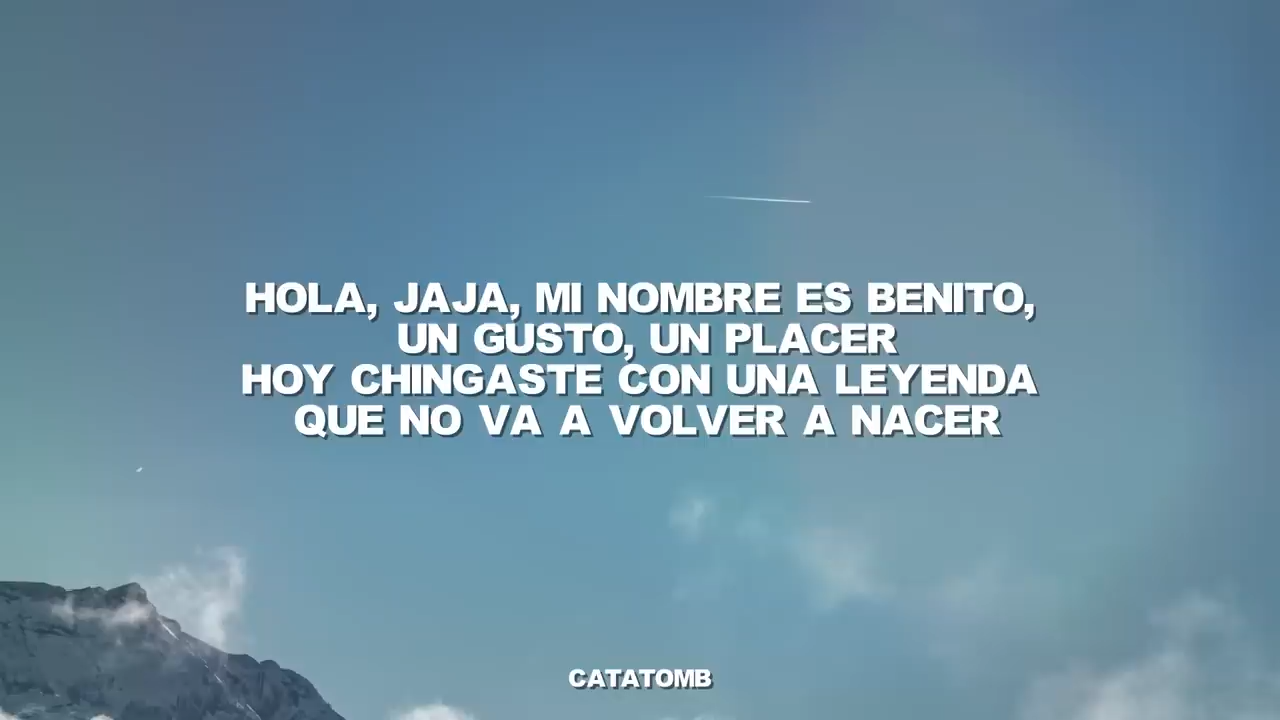 HOLA, JAJA, MI NOMBRE ES BENITO,
UN GUSTO, UN PLACER
HOY CHINGASTE CON UNA LEYENDA
QUE NO VA A VOLVER A NACER
CATATOMB